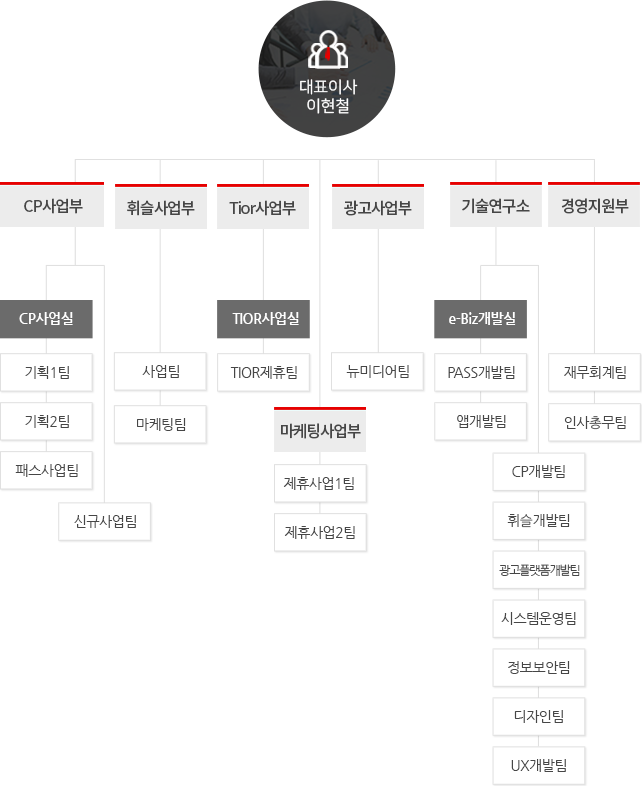 대표이사
이현철
CP사업부
휘슬사업부
Tior사업부
광고사업부
기술연구소
경영지원부
CP사업실
TIOR사업실
e-Biz개발실
기획1팀
사업팀
TIOR제휴팀
뉴미디어팀
PASS개발팀
재무회계팀
기획2팀
마케팅팀
앱개발팀
인사총무팀
마케팅사업부
패스사업팀
CP개발팀
제휴사업1팀
신규사업팀
휘슬개발팀
제휴사업2팀
광고플랫폼개발팀
시스템운영팀
정보보안팀
디자인팀
UX개발팀